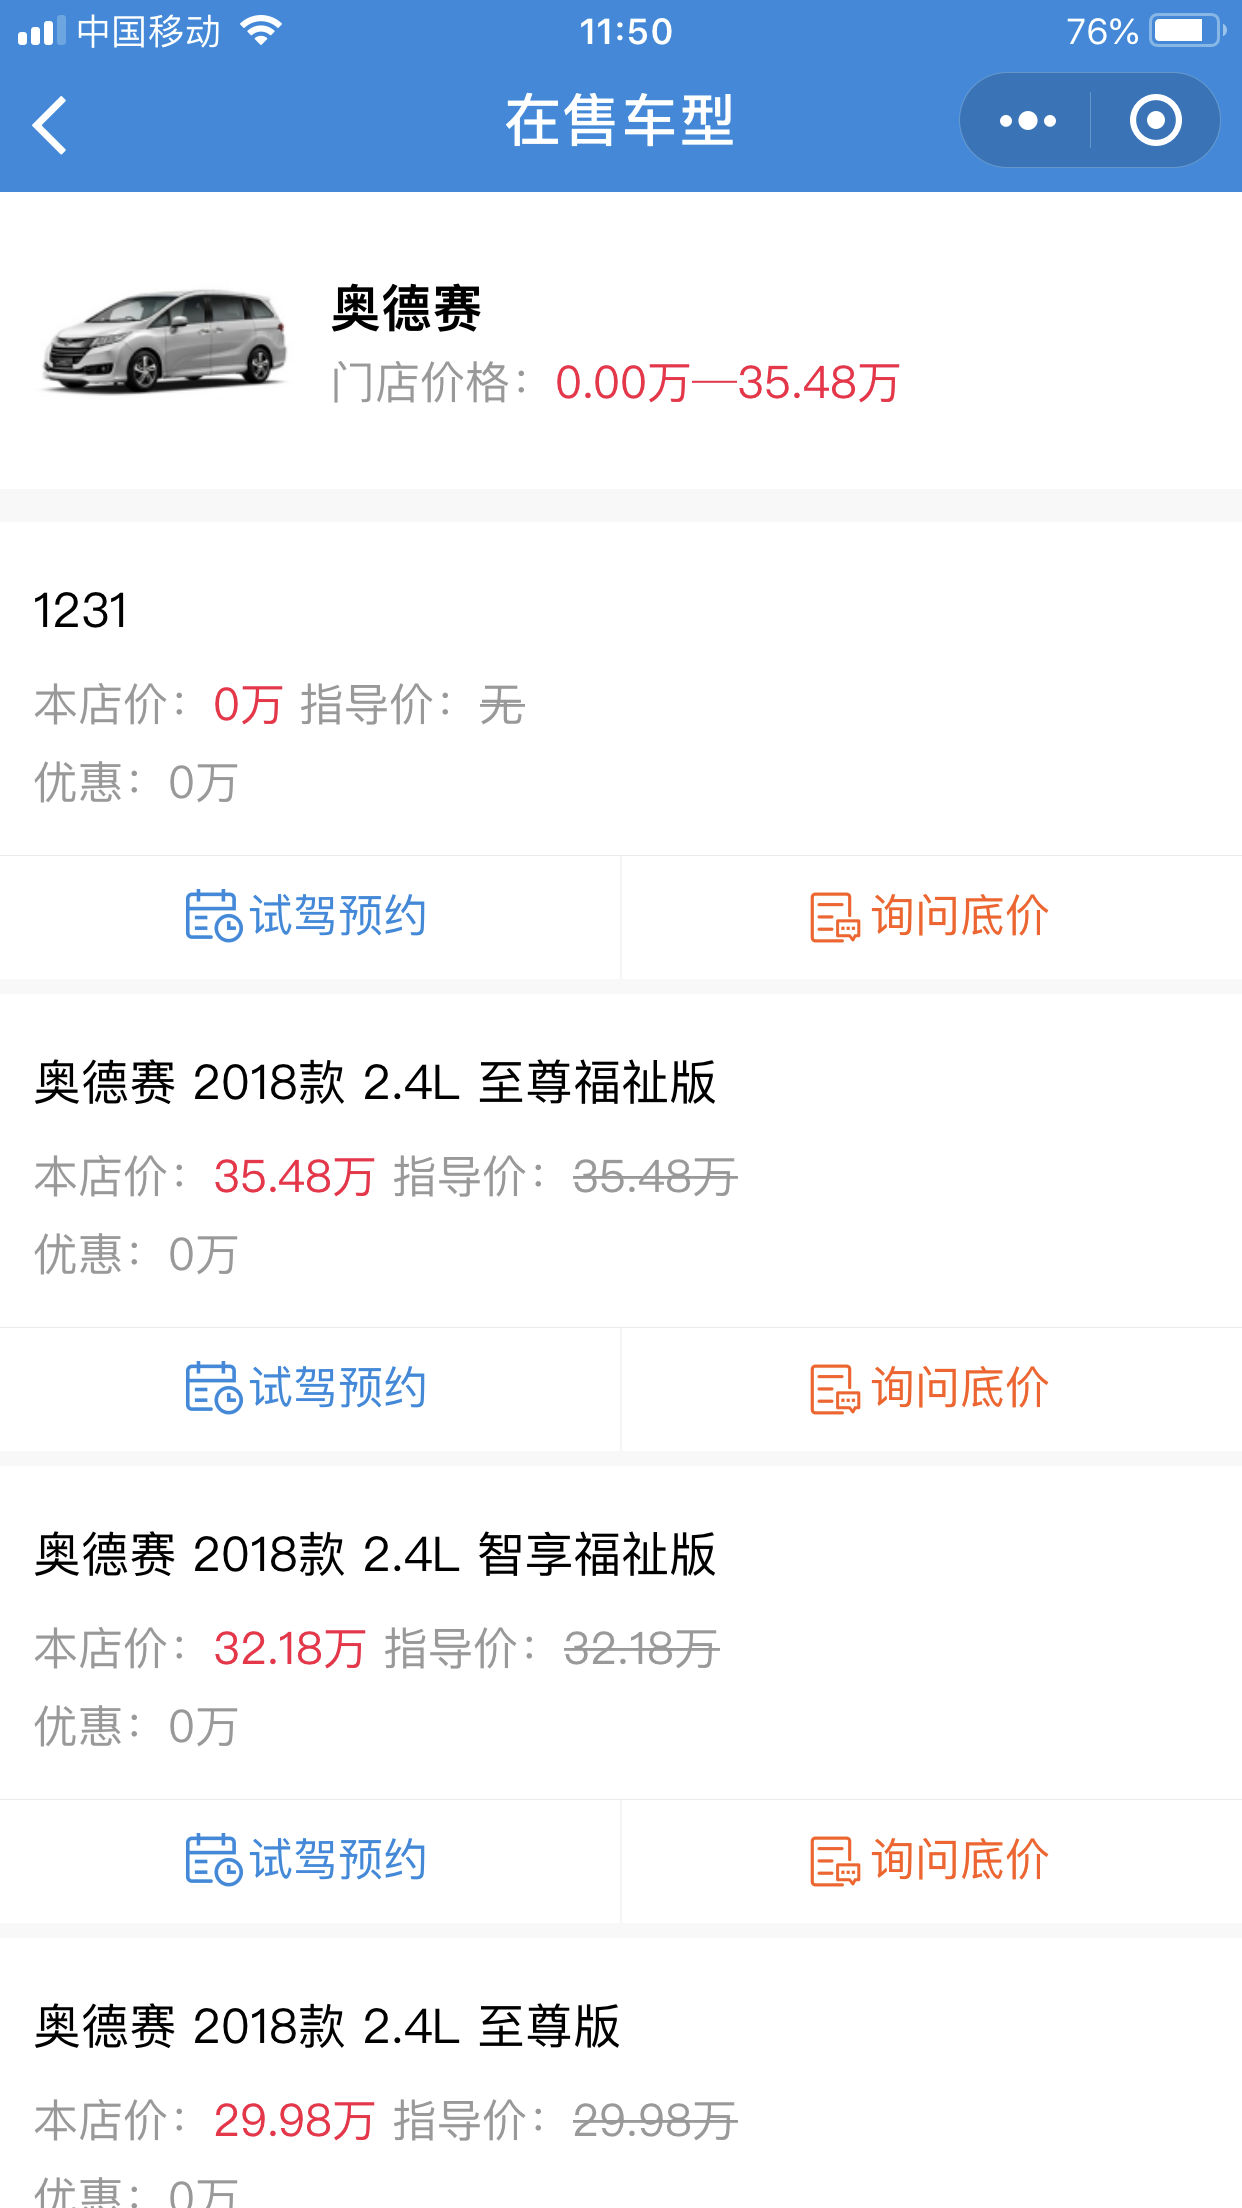 中国移动 11:50 76%
在售车型
奥德赛
门店价格：0.00万—35.48万
1231
本店价：0万 指导价：无
优惠：0万
试驾预约 询问底价
奥德赛 2018款 2.4L 至尊福祉版
本店价：35.48万 指导价：35.48万
优惠：0万
试驾预约 询问底价
奥德赛 2018款 2.4L 智享福祉版
本店价：32.18万 指导价：32.18万
优惠：0万
试驾预约 询问底价
奥德赛 2018款 2.4L 至尊版
本店价：29.98万 指导价：29.98万
优惠：0万